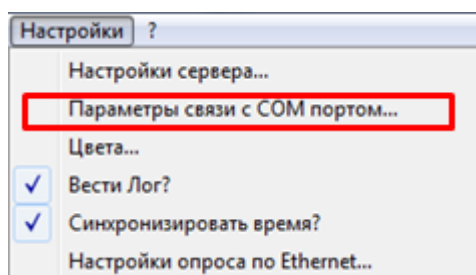 Настройки ?
Настройки сервера...
Параметры связи с COM портом...
Цвета...
Вести Лог?
Синхронизировать время?
Настройки опроса по Ethernet...